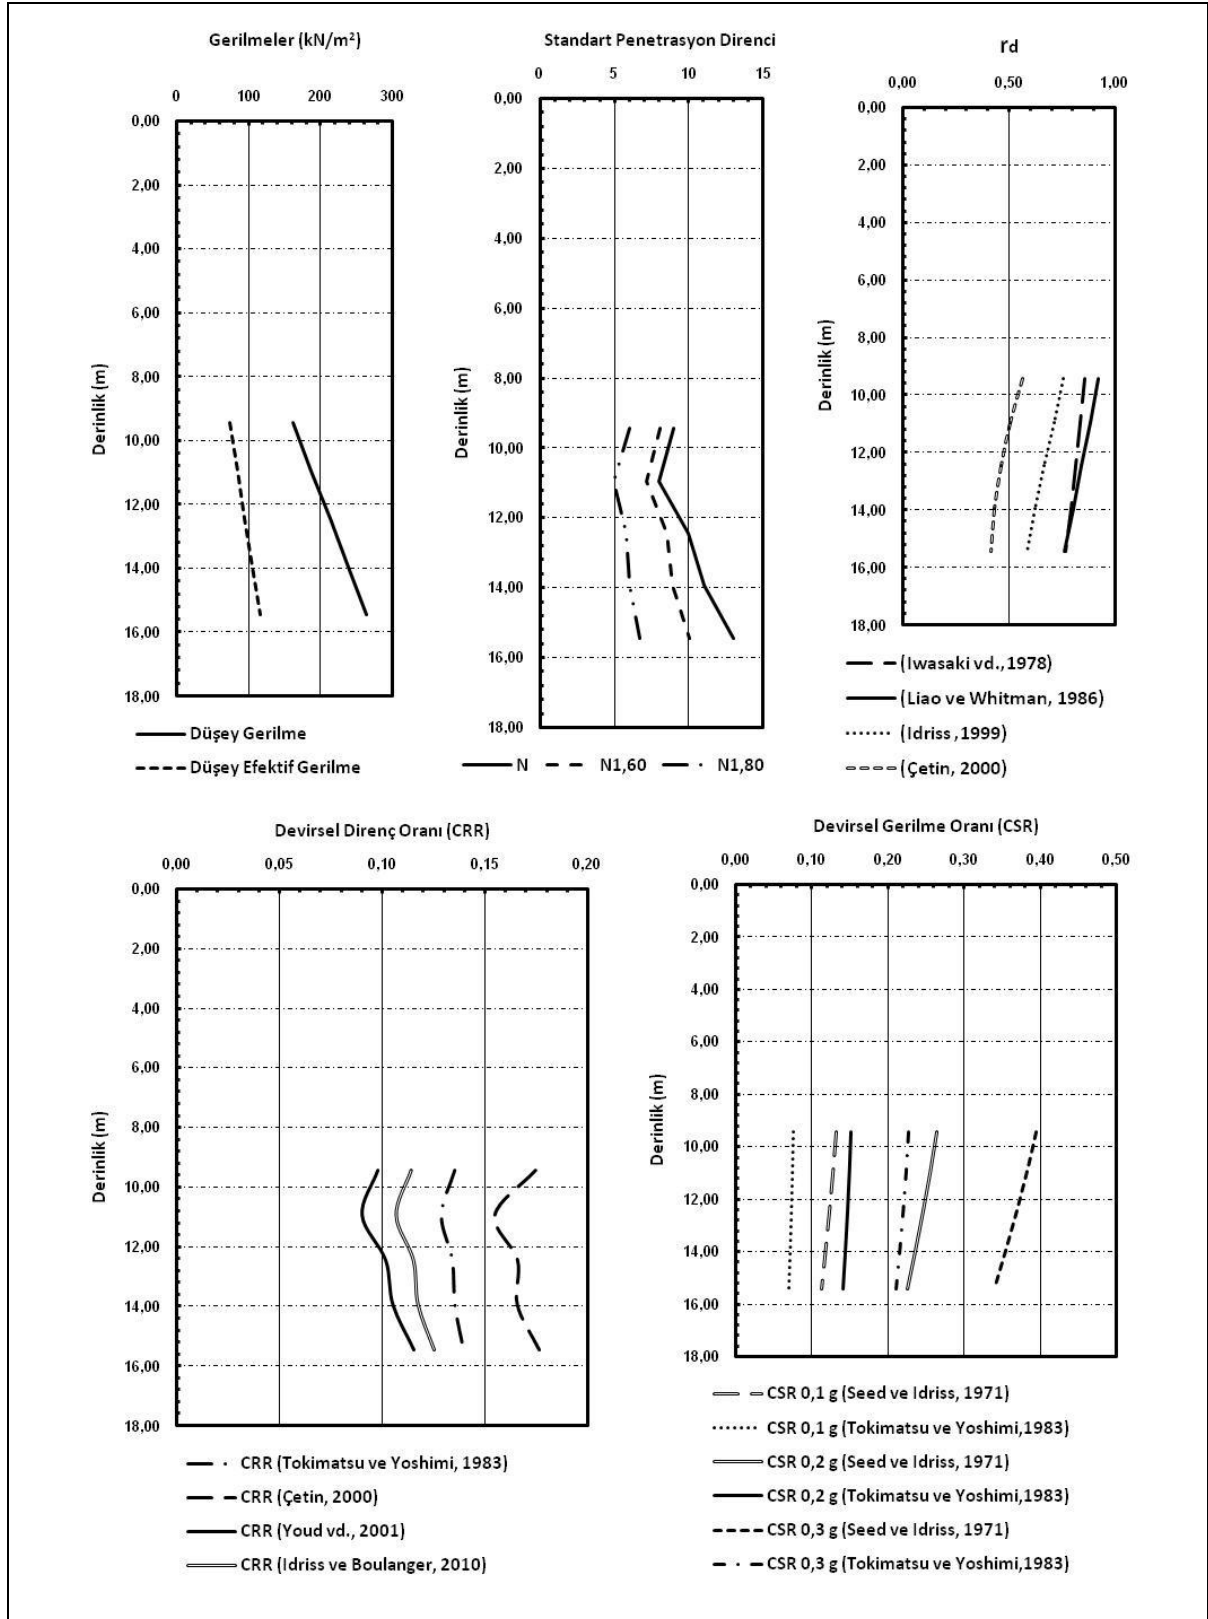 Gerilmeler (kN/m²)
0 100 200 300
0,00
2,00
4,00
6,00
8,00
10,00
12,00
14,00
16,00
18,00
Derinlik (m)
Düşey Gerilme
Düşey Efektif Gerilme
Standart Penetrasyon Direnci
0 5 10 15
0,00
2,00
4,00
6,00
8,00
10,00
12,00
14,00
16,00
18,00
Derinlik (m)
N N1,60 N1,80
rd
0,00 0,50 1,00
0,00
2,00
4,00
6,00
8,00
10,00
12,00
14,00
16,00
18,00
Derinlik (m)
(Iwasaki vd.,1978)
(Liao ve Whitman, 1986)
(Idriss ,1999)
(Çetin, 2000)
Devirsel Direnç Oranı (CRR)
0,00 0,05 0,10 0,15 0,20
0,00
2,00
4,00
6,00
8,00
10,00
12,00
14,00
16,00
18,00
Derinlik (m)
CRR (Tokimatsu ve Yoshimi, 1983)
CRR (Çetin, 2000)
CRR (Youd vd., 2001)
CRR (Idriss ve Boulanger, 2010)
Devirsel Gerilme Oranı (CSR)
0,00 0,10 0,20 0,30 0,40 0,50
0,00
2,00
4,00
6,00
8,00
10,00
12,00
14,00
16,00
18,00
Derinlik (m)
CSR 0,1 g (Seed ve Idriss, 1971)
CSR 0,1 g (Tokimatsu ve Yoshimi,1983)
CSR 0,2 g (Seed ve Idriss, 1971)
CSR 0,2 g (Tokimatsu ve Yoshimi,1983)
CSR 0,3 g (Seed ve Idriss, 1971)
CSR 0,3 g (Tokimatsu ve Yoshimi,1983)